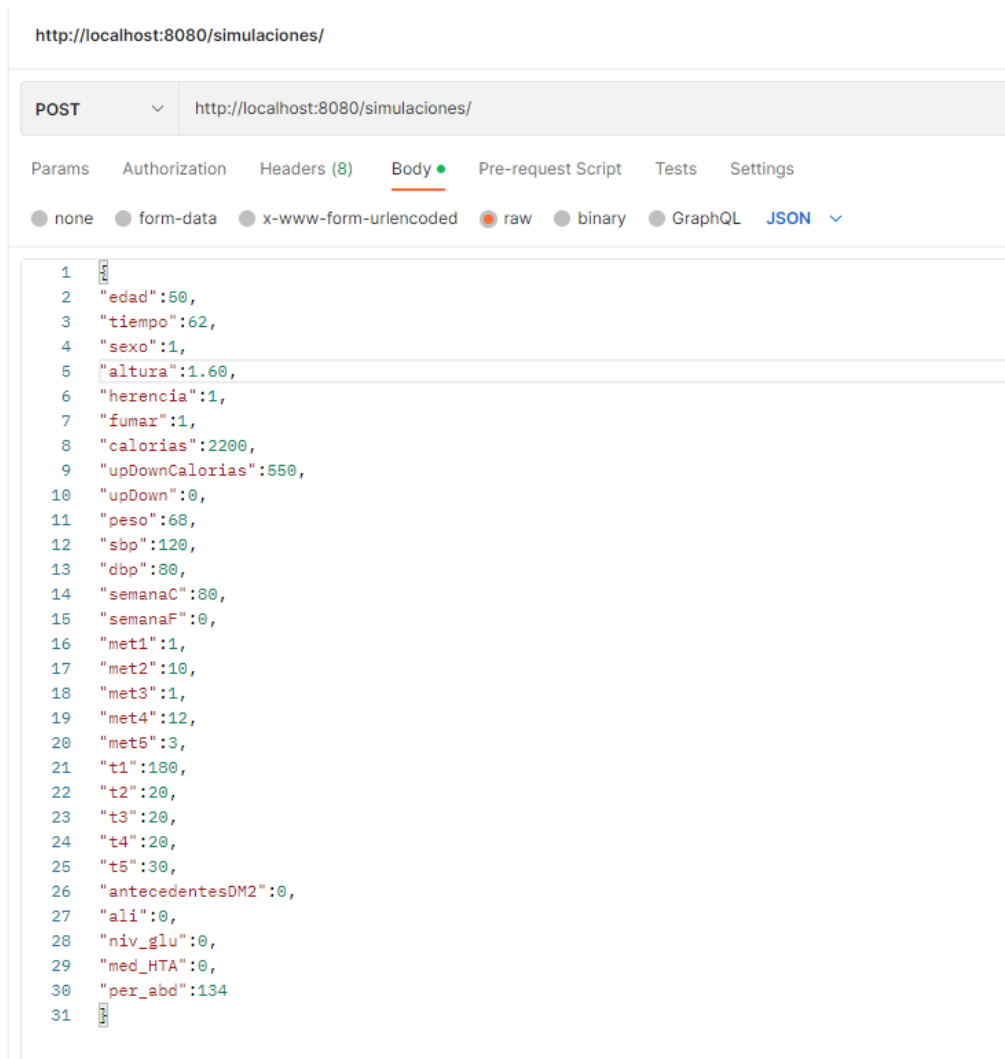 http://localhost:8080/simulaciones/
POST http://localhost:8080/simulaciones/
Params Authorization Headers (8) Body Pre-request Script Tests Settings
none form-data x-www-form-urlencoded raw binary GraphQL JSON
1 {
2 "edad":50,
3 "tiempo":62,
4 "sexo":1,
5 "altura":1.60,
6 "herencia":1,
7 "fumar":1,
8 "calorias":2200,
9 "upDownCalorias":550,
10 "upDown":0,
11 "peso":68,
12 "sbp":120,
13 "dbp":80,
14 "semanaC":80,
15 "semanaF":0,
16 "met1":1,
17 "met2":10,
18 "met3":1,
19 "met4":12,
20 "met5":3,
21 "t1":180,
22 "t2":20,
23 "t3":20,
24 "t4":20,
25 "t5":30,
26 "antecedentesDM2":0,
27 "ali":0,
28 "niv_glu":0,
29 "med_HTA":0,
30 "per_abd":134
31 }